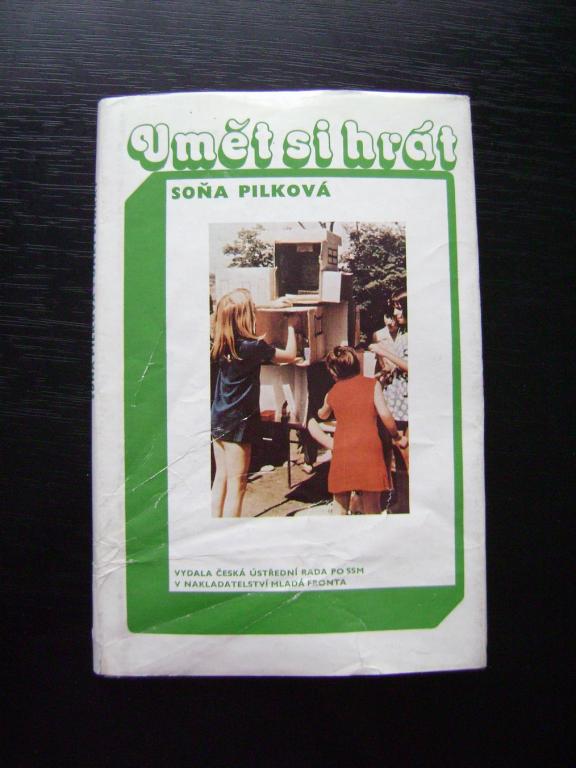 Umět si hrát
SOŇA PILKOVÁ
VYDALA ČESKÁ ÚSTŘEDNÍ RADA PO SSM
V NAKLADATELSTVÍ MLADÁ FRONTA